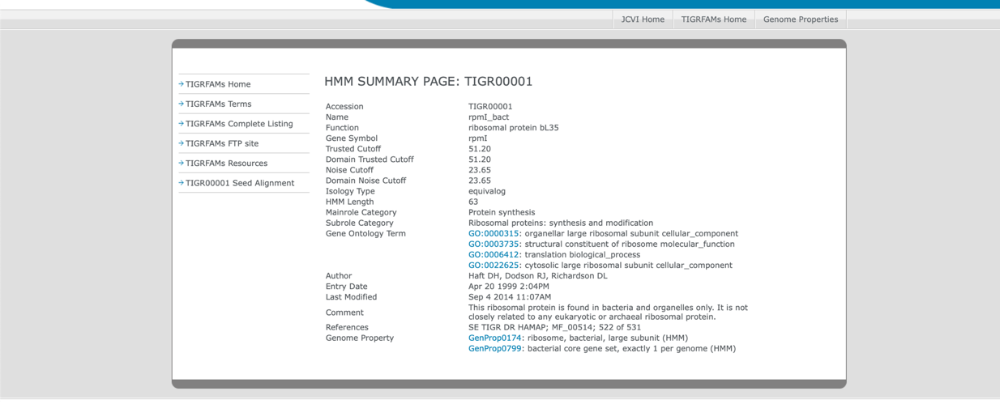 JCVI Home TIGRFAMs Home Genome Properties
TIGRFAMs Home
TIGRFAMs Terms
TIGRFAMs Complete Listing
TIGRFAMs FTP site
TIGRFAMs Resources
TIGR00001 Seed Alignment
HMM SUMMARY PAGE: TIGR00001
Accession TIGR00001
Name rpmI_bact
Function ribosomal protein bL35
Gene Symbol rpmI
Trusted Cutoff 51.20
Domain Trusted Cutoff 51.20
Noise Cutoff 23.65
Domain Noise Cutoff 23.65
Isology Type equivalog
HMM Length 63
Mainrole Category Protein synthesis
Subrole Category Ribosomal proteins: synthesis and modification
Gene Ontology Term GO:0000315: organellar large ribosomal subunit cellular_component
GO:0003735: structural constituent of ribosome molecular_function
GO:0006412: translation biological_process
GO:0022625: cytosolic large ribosomal subunit cellular_component
Author Haft DH, Dodson RJ, Richardson DL
Entry Date Apr 20 1999 2:04PM
Last Modified Sep 4 2014 11:07AM
Comment This ribosomal protein is found in bacteria and organelles only. It is not
closely related to any eukaryotic or archaeal ribosomal protein.
References SE TIGR DR HAMAP; MF_00514; 522 of 531
Genome Property GenProp0174: ribosome, bacterial, large subunit (HMM)
GenProp0799: bacterial core gene set, exactly 1 per genome (HMM)